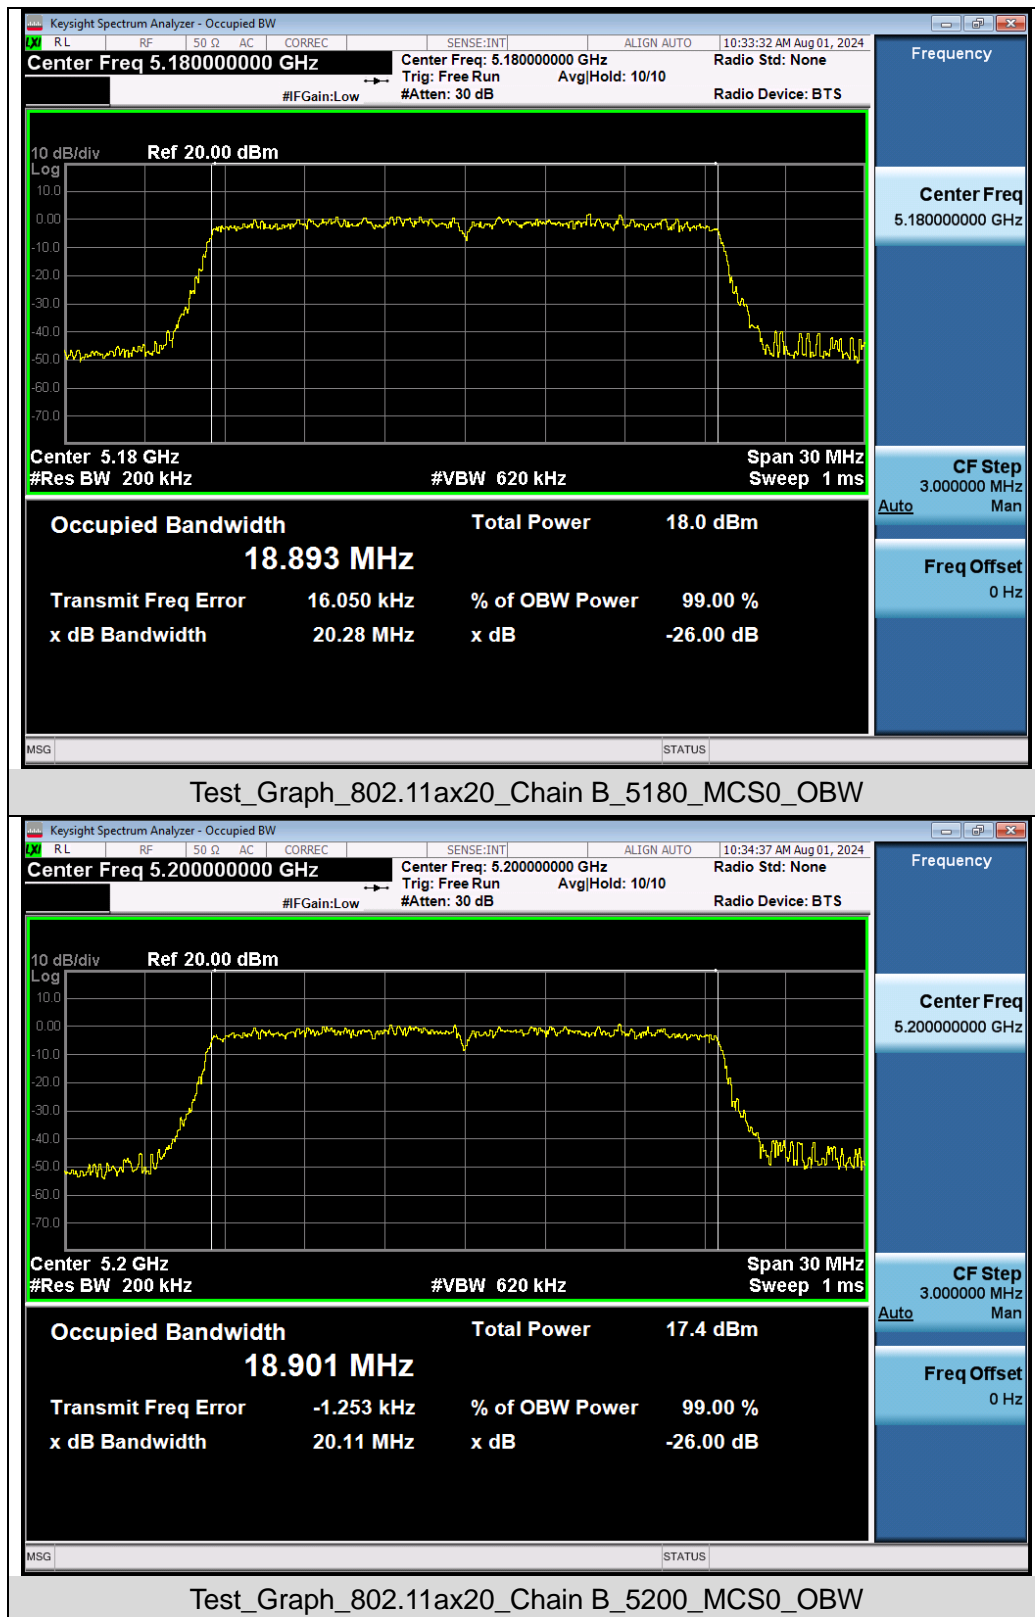 Keysight Spectrum Analyzer - Occupied BW
LXI RL RF 50 Ω AC CORREC SENSE:INT ALIGN AUTO 10:33:32 AM Aug 01, 2024
Center Freq 5.180000000 GHz
Center Freq: 5.180000000 GHz
Radio Std: None
Trig: Free Run Avg|Hold: 10/10
#IFGain:Low
#Atten: 30 dB
Radio Device: BTS
Frequency
10 dB/div Ref 20.00 dBm
Log
10.0
0.00
-10.0
-20.0
-30.0
-40.0
-50.0
-60.0
-70.0
Center Freq
5.180000000 GHz
Center 5.18 GHz Span 30 MHz
#Res BW 200 kHz #VBW 620 kHz Sweep 1 ms
CF Step
3.000000 MHz
Auto Man
Freq Offset
0 Hz
Occupied Bandwidth Total Power 18.0 dBm
18.893 MHz
Transmit Freq Error 16.050 kHz % of OBW Power 99.00 %
x dB Bandwidth 20.28 MHz x dB -26.00 dB
MSG STATUS
Test_Graph_802.11ax20_Chain B_5180_MCS0_OBW
Keysight Spectrum Analyzer - Occupied BW
LXI RL RF 50 Ω AC CORREC SENSE:INT ALIGN AUTO 10:34:37 AM Aug 01, 2024
Center Freq 5.200000000 GHz
Center Freq: 5.200000000 GHz
Radio Std: None
Trig: Free Run Avg|Hold: 10/10
#IFGain:Low
#Atten: 30 dB
Radio Device: BTS
Frequency
10 dB/div Ref 20.00 dBm
Log
10.0
0.00
-10.0
-20.0
-30.0
-40.0
-50.0
-60.0
-70.0
Center Freq
5.200000000 GHz
Center 5.2 GHz Span 30 MHz
#Res BW 200 kHz #VBW 620 kHz Sweep 1 ms
CF Step
3.000000 MHz
Auto Man
Freq Offset
0 Hz
Occupied Bandwidth Total Power 17.4 dBm
18.901 MHz
Transmit Freq Error -1.253 kHz % of OBW Power 99.00 %
x dB Bandwidth 20.11 MHz x dB -26.00 dB
MSG STATUS
Test_Graph_802.11ax20_Chain B_5200_MCS0_OBW